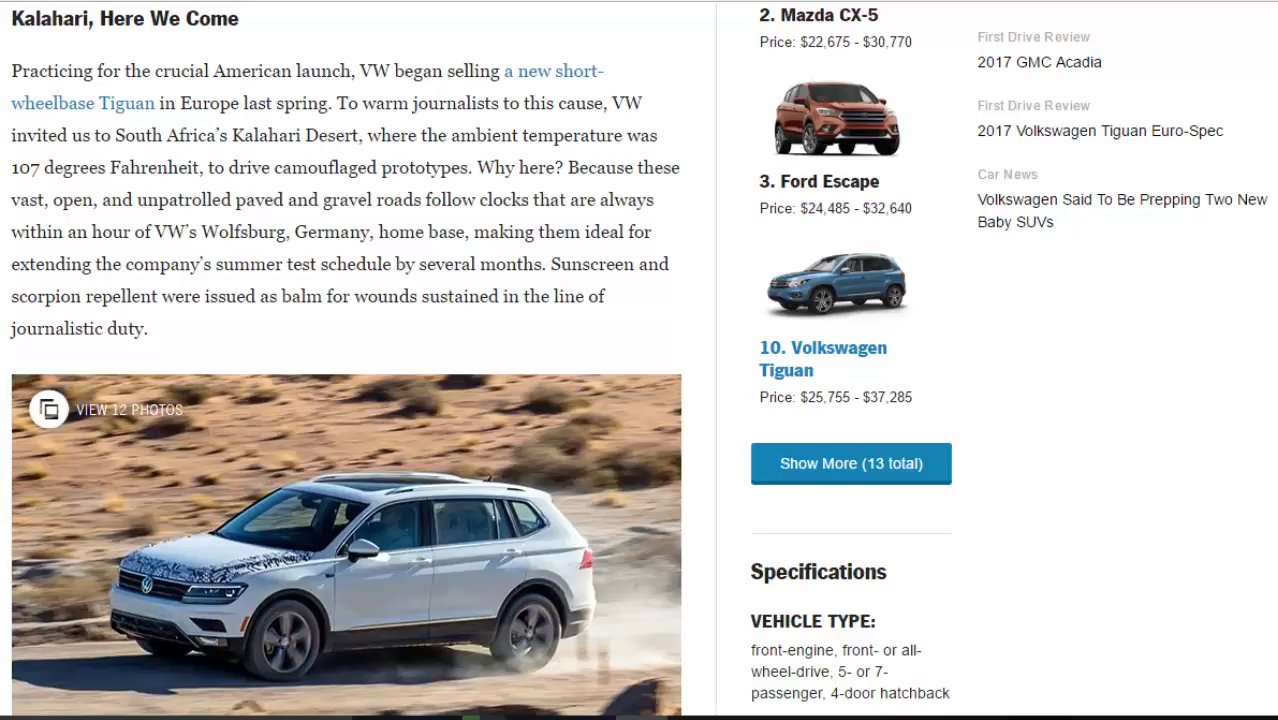 Kalahari, Here We Come
Practicing for the crucial American launch, VW began selling a new short-
wheelbase Tiguan in Europe last spring. To warm journalists to this cause, VW
invited us to South Africa’s Kalahari Desert, where the ambient temperature was
107 degrees Fahrenheit, to drive camouflaged prototypes. Why here? Because these
vast, open, and unpatrolled paved and gravel roads follow clocks that are always
within an hour of VW’s Wolfsburg, Germany, home base, making them ideal for
extending the company’s summer test schedule by several months. Sunscreen and
scorpion repellent were issued as balm for wounds sustained in the line of
journalistic duty.
VIEW 12 PHOTOS
2. Mazda CX-5
Price: $22,675 - $30,770
3. Ford Escape
Price: $24,485 - $32,640
10. Volkswagen
Tiguan
Price: $25,755 - $37,285
Show More (13 total)
Specifications
VEHICLE TYPE:
front-engine, front- or all-
wheel-drive, 5- or 7-
passenger, 4-door hatchback
First Drive Review
2017 GMC Acadia
First Drive Review
2017 Volkswagen Tiguan Euro-Spec
Car News
Volkswagen Said To Be Prepping Two New
Baby SUVs